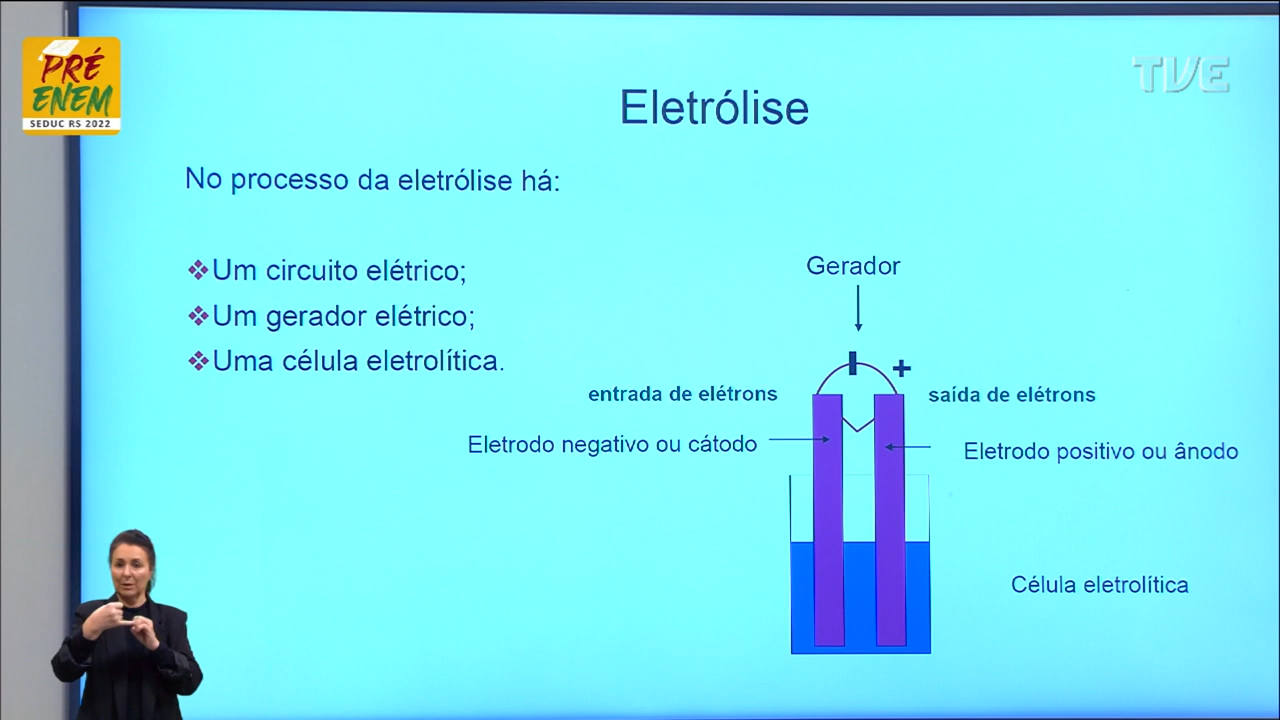 PRÉ
ENEM
SEDUC RS 2022
TVE
Eletrólise
No processo da eletrólise há:
❖Um circuito elétrico;
❖Um gerador elétrico;
❖Uma célula eletrolítica.
Gerador
+
entrada de elétrons
saída de elétrons
Eletrodo negativo ou cátodo
Eletrodo positivo ou ânodo
Célula eletrolítica